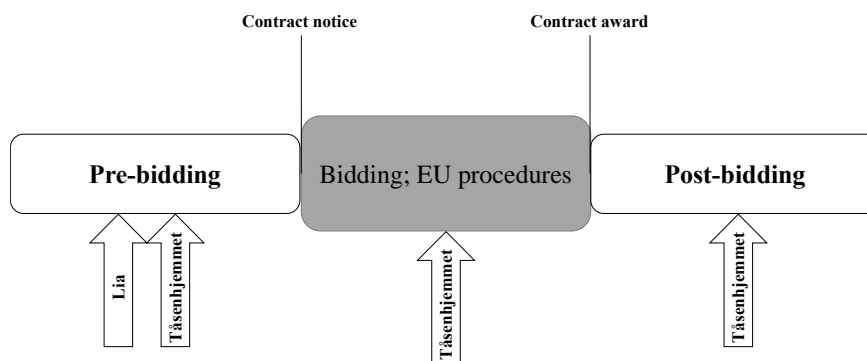 Contract notice
Contract award
Pre-bidding
Bidding; EU procedures
Post-bidding
Lia
Tåsenhjemmet
Tåsenhjemmet
Tåsenhjemmet